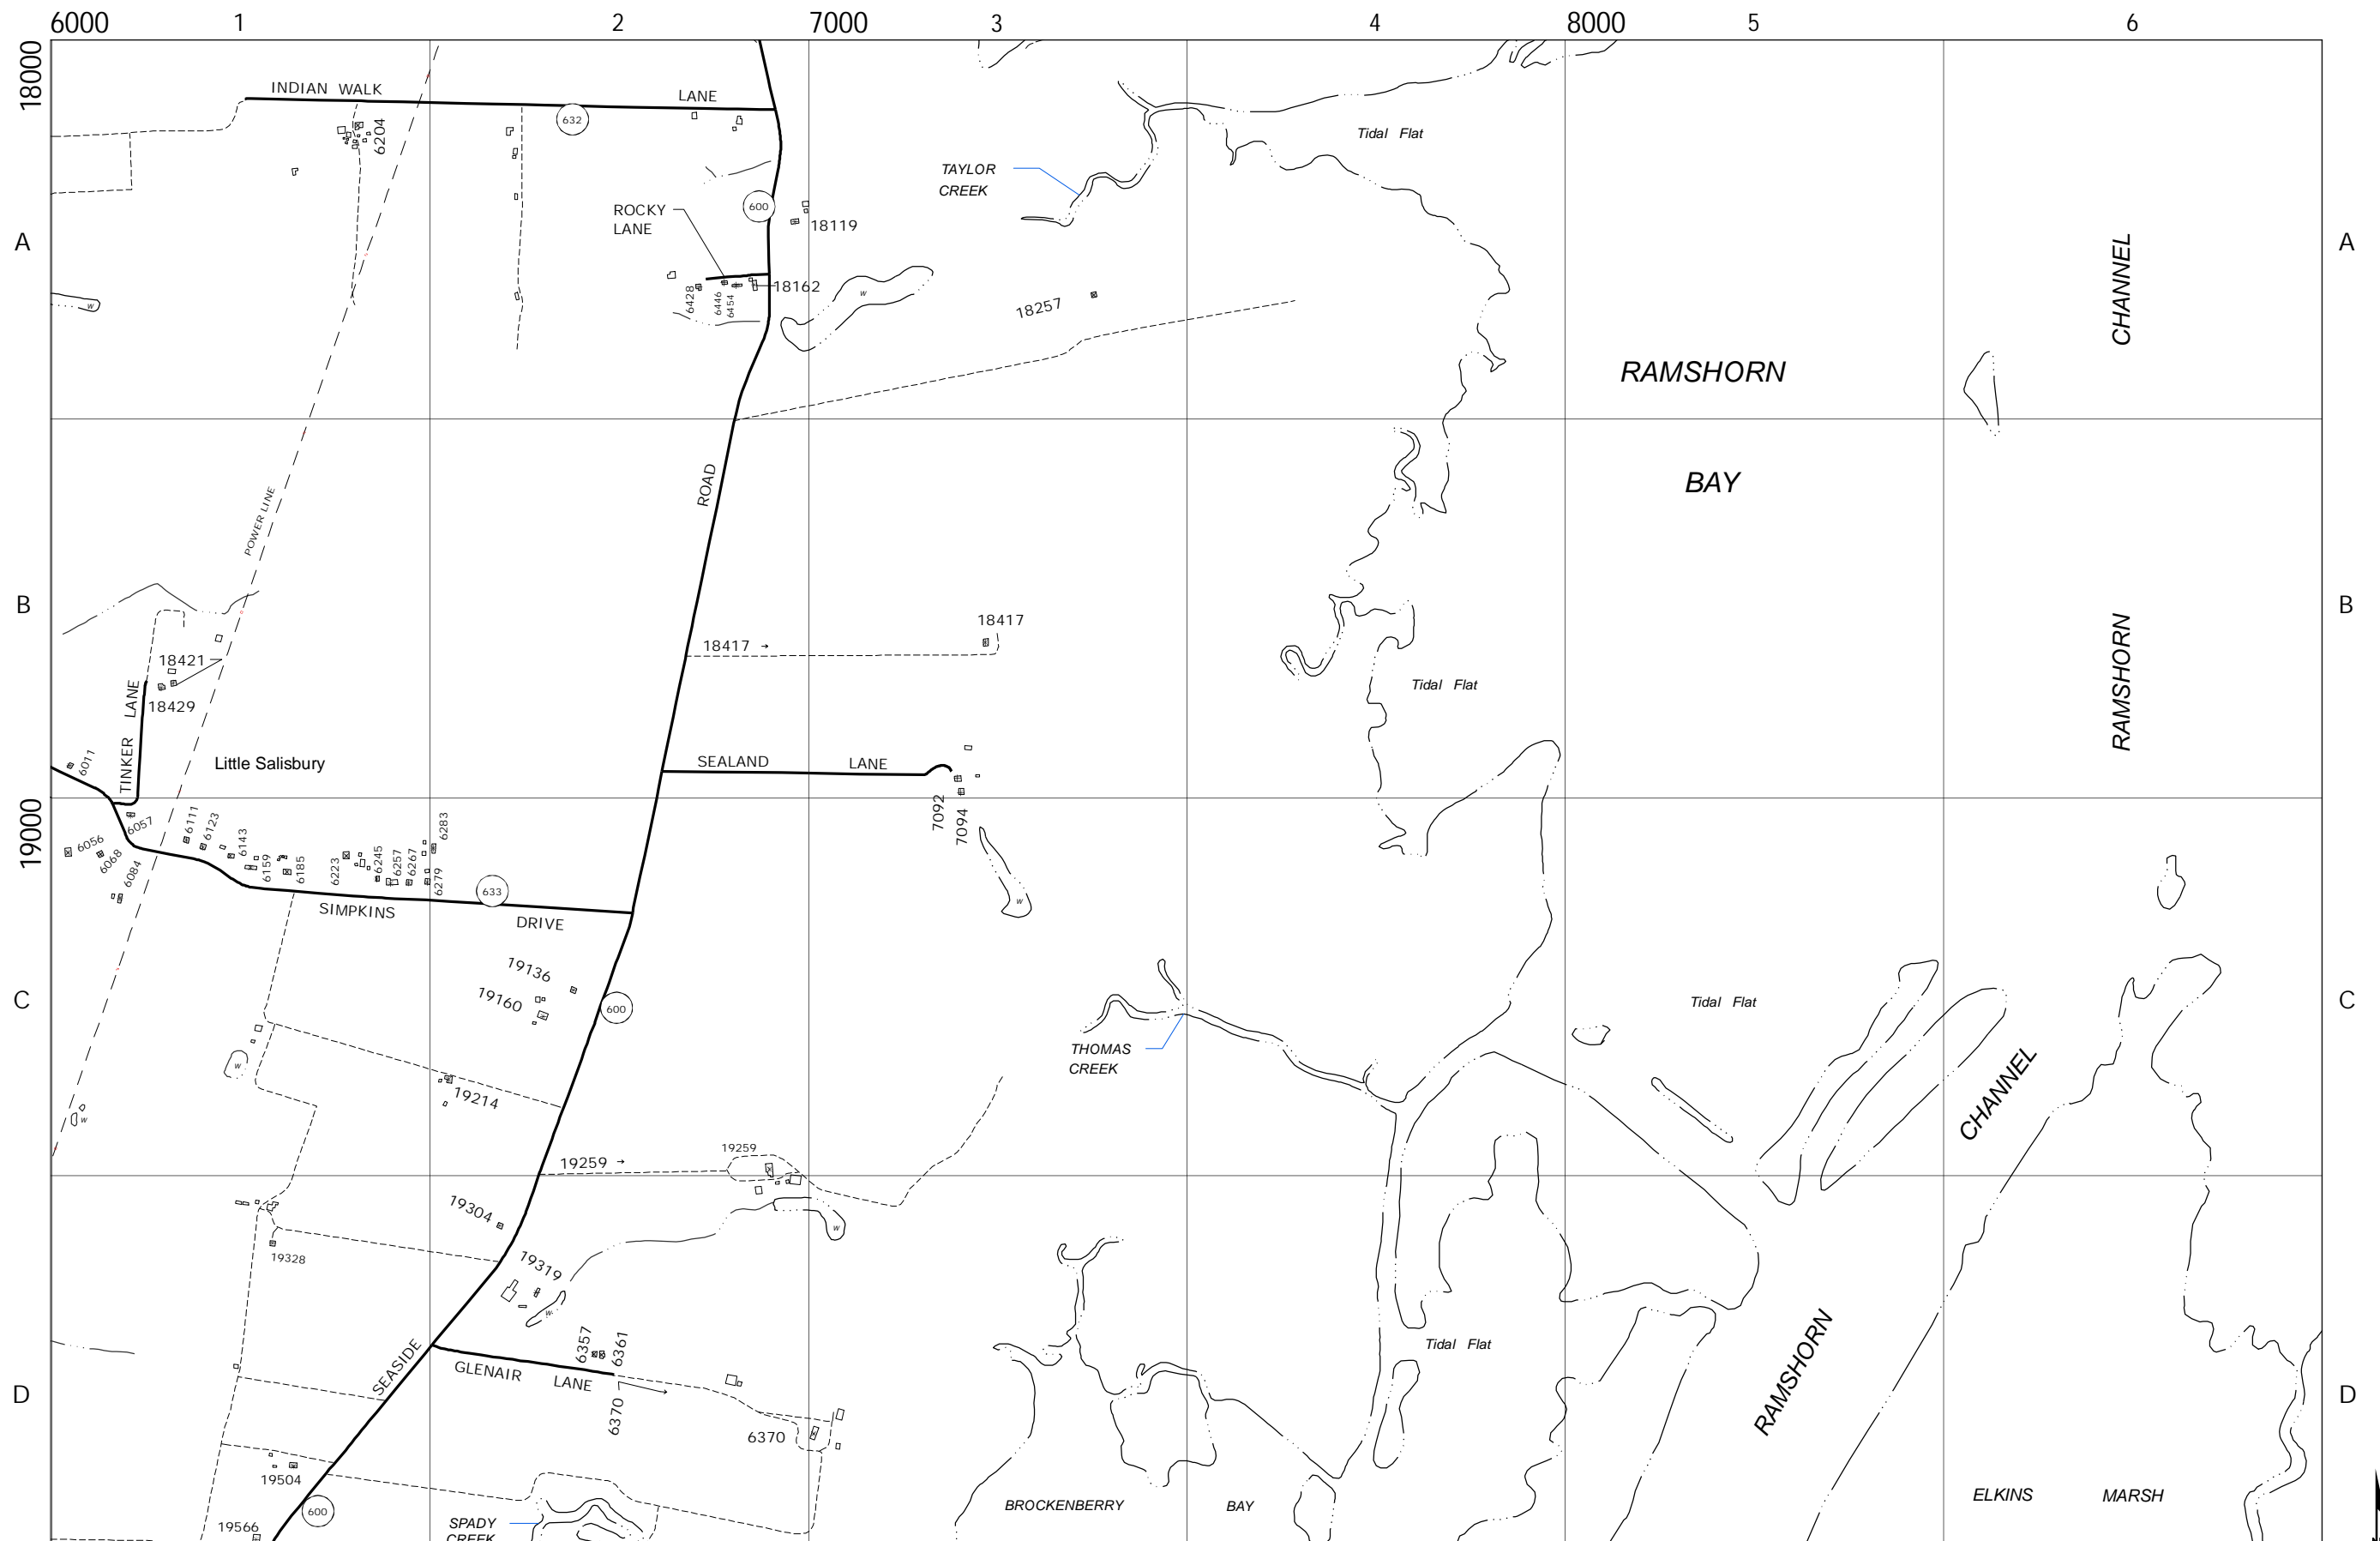 6000 1 2 7000 3 4 8000 5 6
18000
INDIAN WALK LANE
632
6204
Tidal Flat
TAYLOR
CREEK
600
ROCKY
LANE
18119
A
A
CHANNEL
18162
6428
6446
6454
W
W
18257
RAMSHORN
BAY
ROAD
POWER LINE
B
B
18417
18417 →
RAMSHORN
18421
18429
TINKER LANE
Tidal Flat
Little Salisbury
SEALAND LANE
6011
19000
7092
7094
6057
6056
6068
6084
6111
6123
6143
6159
6185
6223
6245
6257
6267
6279
6283
633
SIMPKINS DRIVE
W
19136
19160
600
C
C
Tidal Flat
THOMAS
CREEK
CHANNEL
W
19214
W
19259
19259 →
19304
W
19328
19319
W
6357
6361
Tidal Flat
RAMSHORN
SEASIDE
GLENAIR LANE
6370
6370
D
D
19504
600
19566
SPADY
CREEK
BROCKENBERRY BAY
ELKINS MARSH